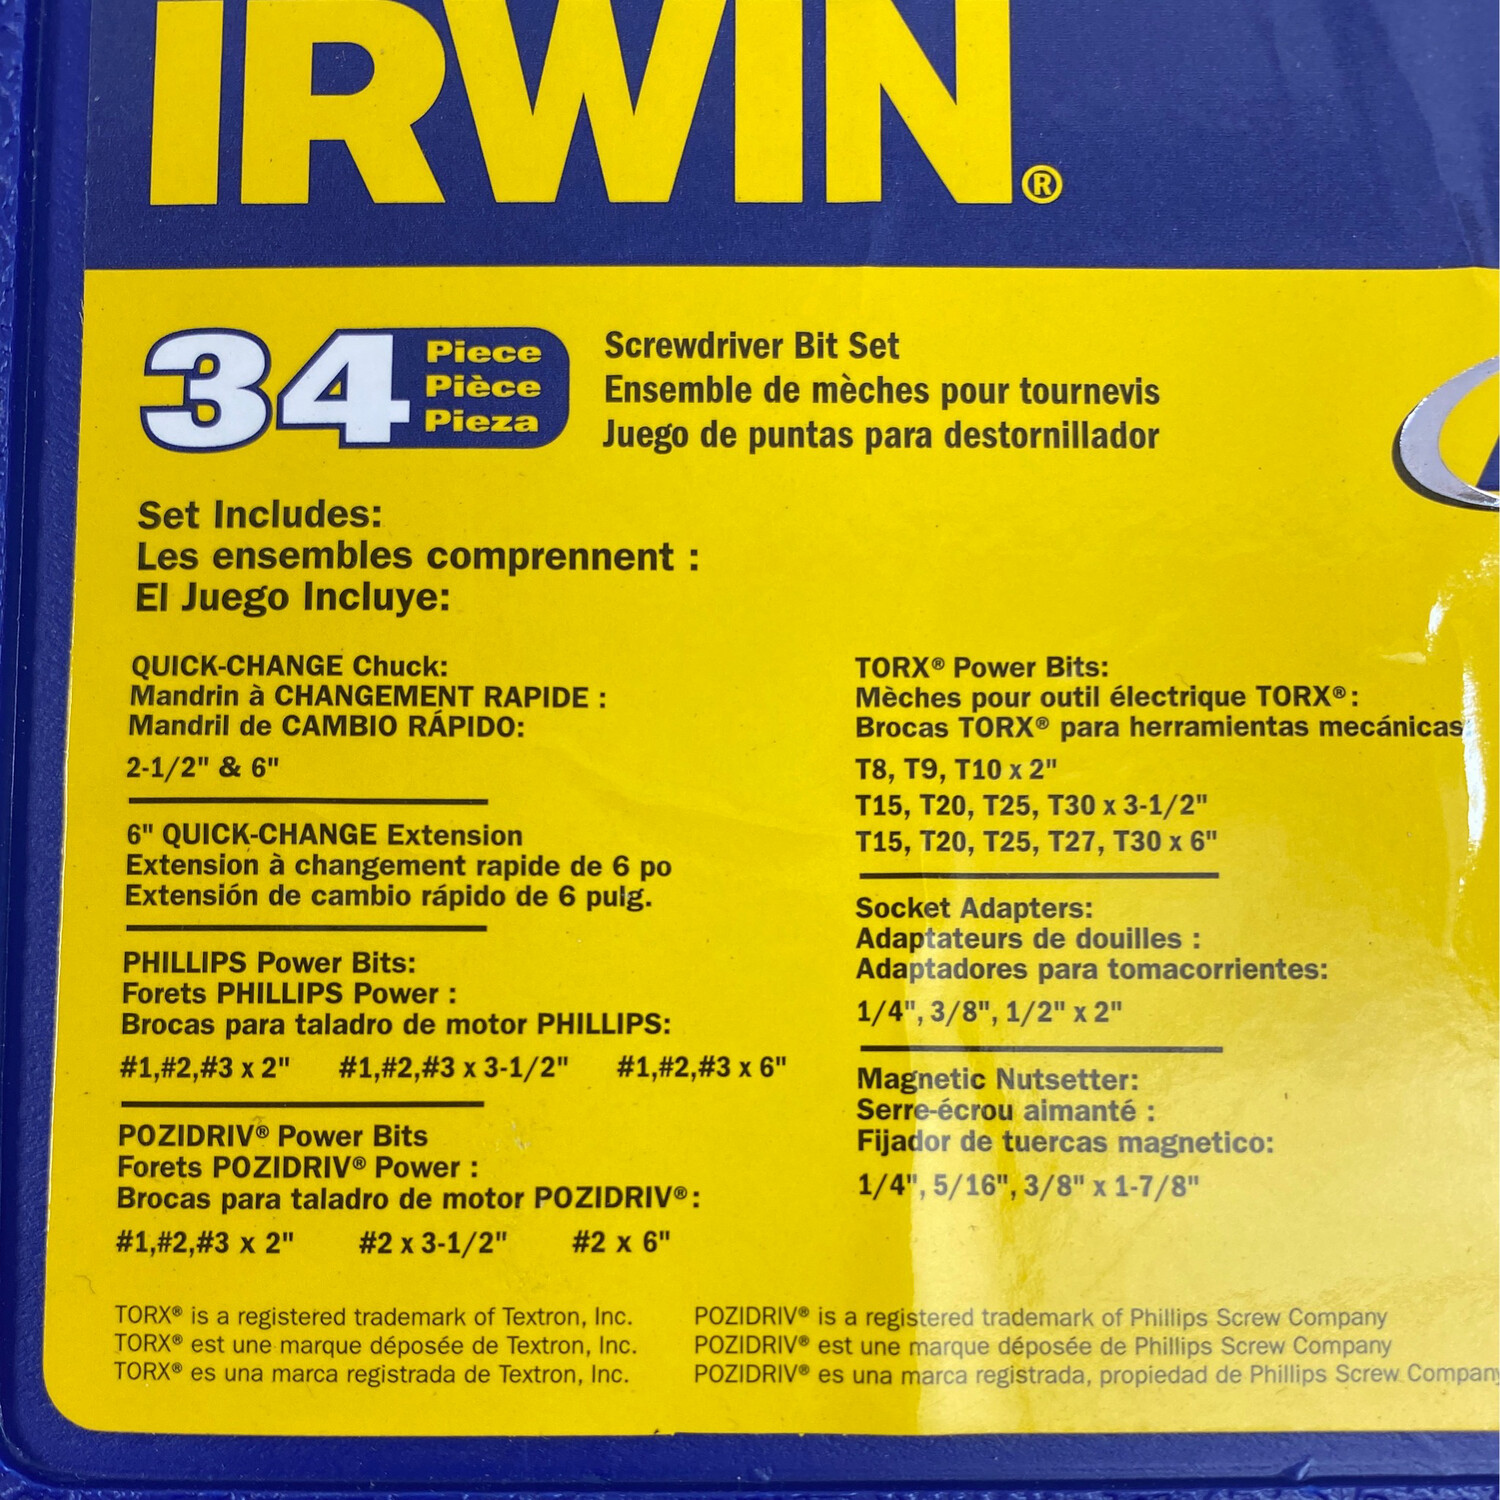 IRWIN®
34 Piece
Pièce
Pieza
Screwdriver Bit Set
Ensemble de mèches pour tournevis
Juego de puntas para destornillador
Set Includes:
Les ensembles comprennent :
El Juego Incluye:
QUICK-CHANGE Chuck:
Mandrin à CHANGEMENT RAPIDE :
Mandril de CAMBIO RÁPIDO:
2-1/2" & 6"
6" QUICK-CHANGE Extension
Extension à changement rapide de 6 po
Extensión de cambio rápido de 6 pulg.
PHILLIPS Power Bits:
Forets PHILLIPS Power :
Brocas para taladro de motor PHILLIPS:
#1,#2,#3 x 2" #1,#2,#3 x 3-1/2" #1,#2,#3 x 6"
POZIDRIV® Power Bits
Forets POZIDRIV® Power :
Brocas para taladro de motor POZIDRIV®:
#1,#2,#3 x 2" #2 x 3-1/2" #2 x 6"
TORX® Power Bits:
Mèches pour outil électrique TORX® :
Brocas TORX® para herramientas mecánicas
T8, T9, T10 x 2"
T15, T20, T25, T30 x 3-1/2"
T15, T20, T25, T27, T30 x 6"
Socket Adapters:
Adaptateurs de douilles :
Adaptadores para tomacorrientes:
1/4", 3/8", 1/2" x 2"
Magnetic Nutsetter:
Serre-écrou aimanté :
Fijador de tuercas magnetico:
1/4", 5/16", 3/8" x 1-7/8"
TORX® is a registered trademark of Textron, Inc.
TORX® est une marque déposée de Textron, Inc.
TORX® es una marca registrada de Textron, Inc.
POZIDRIV® is a registered trademark of Phillips Screw Company
POZIDRIV® est une marque déposée de Phillips Screw Company
POZIDRIV® es una marca registrada, propiedad de Phillips Screw Company